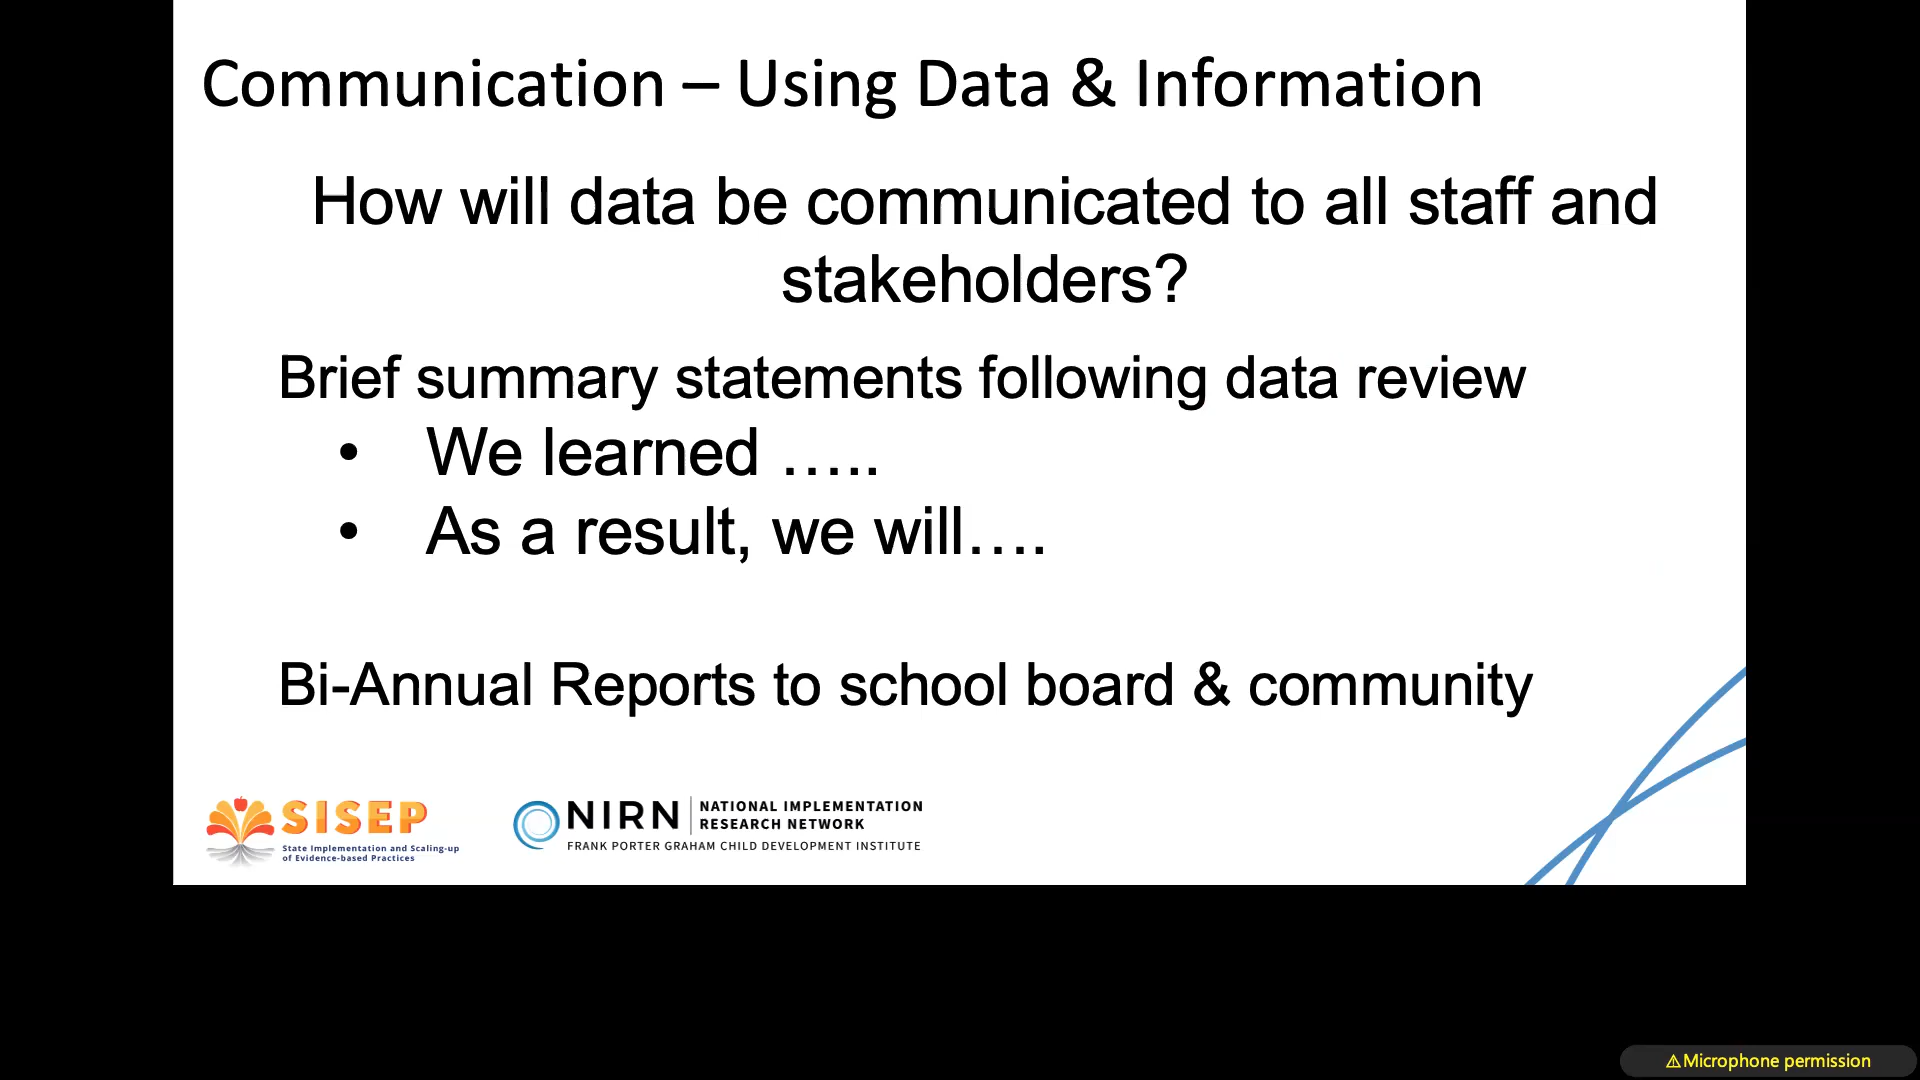 Communication – Using Data & Information
How will data be communicated to all staff and
stakeholders?
Brief summary statements following data review
• We learned …..
• As a result, we will….
Bi-Annual Reports to school board & community
SISEP
State Implementation and Scaling-up
of Evidence-based Practices
NIRN
NATIONAL IMPLEMENTATION
RESEARCH NETWORK
FRANK PORTER GRAHAM CHILD DEVELOPMENT INSTITUTE
⚠Microphone permission